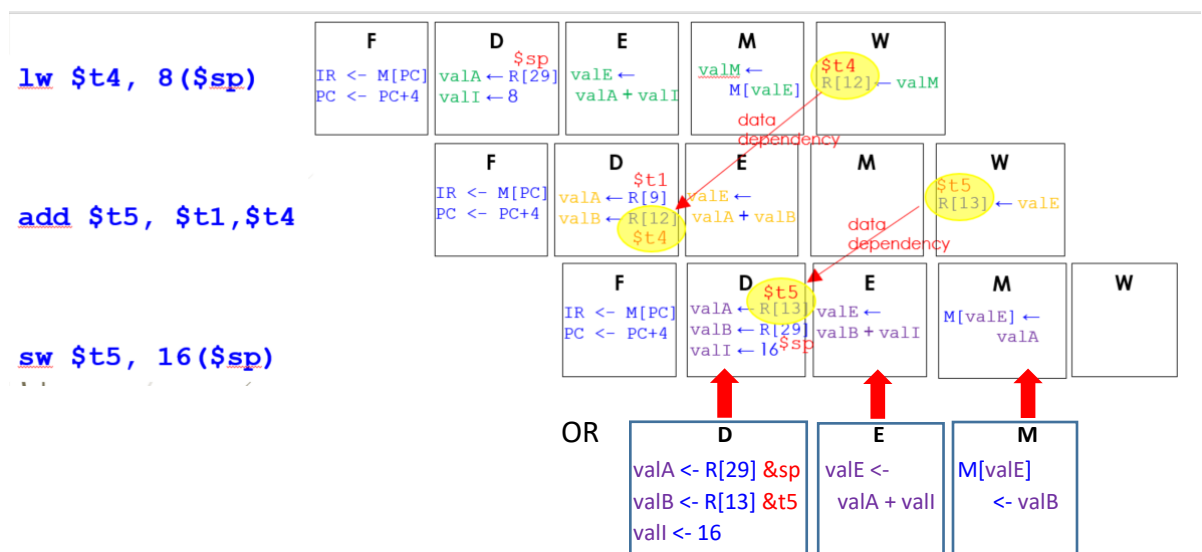 F D E M W
$sp
lw $t4, 8($sp)
IR <- M[PC]
PC <- PC+4
valA ← R[29]
valI ← 8
valE ←
valA + valI
valM ←
M[valE]
$t4
R[12] ← valM
data
dependency
F D E M W
$t1
add $t5, $t1,$t4
IR <- M[PC]
PC <- PC+4
valA ← R[9]
valB ← R[12]
$t4
valE ←
valA + valB
$t5
R[13] ← valE
data
dependency
F D E M W
$t5
sw $t5, 16($sp)
IR <- M[PC]
PC <- PC+4
valA ← R[13]
valB ← R[29]
valI ← 16 $sp
valE ←
valB + valI
M[valE] ←
valA
OR
D
valA <- R[29] &sp
valB <- R[13] &t5
valI <- 16
E
valE <-
valA + valI
M
M[valE]
<- valB